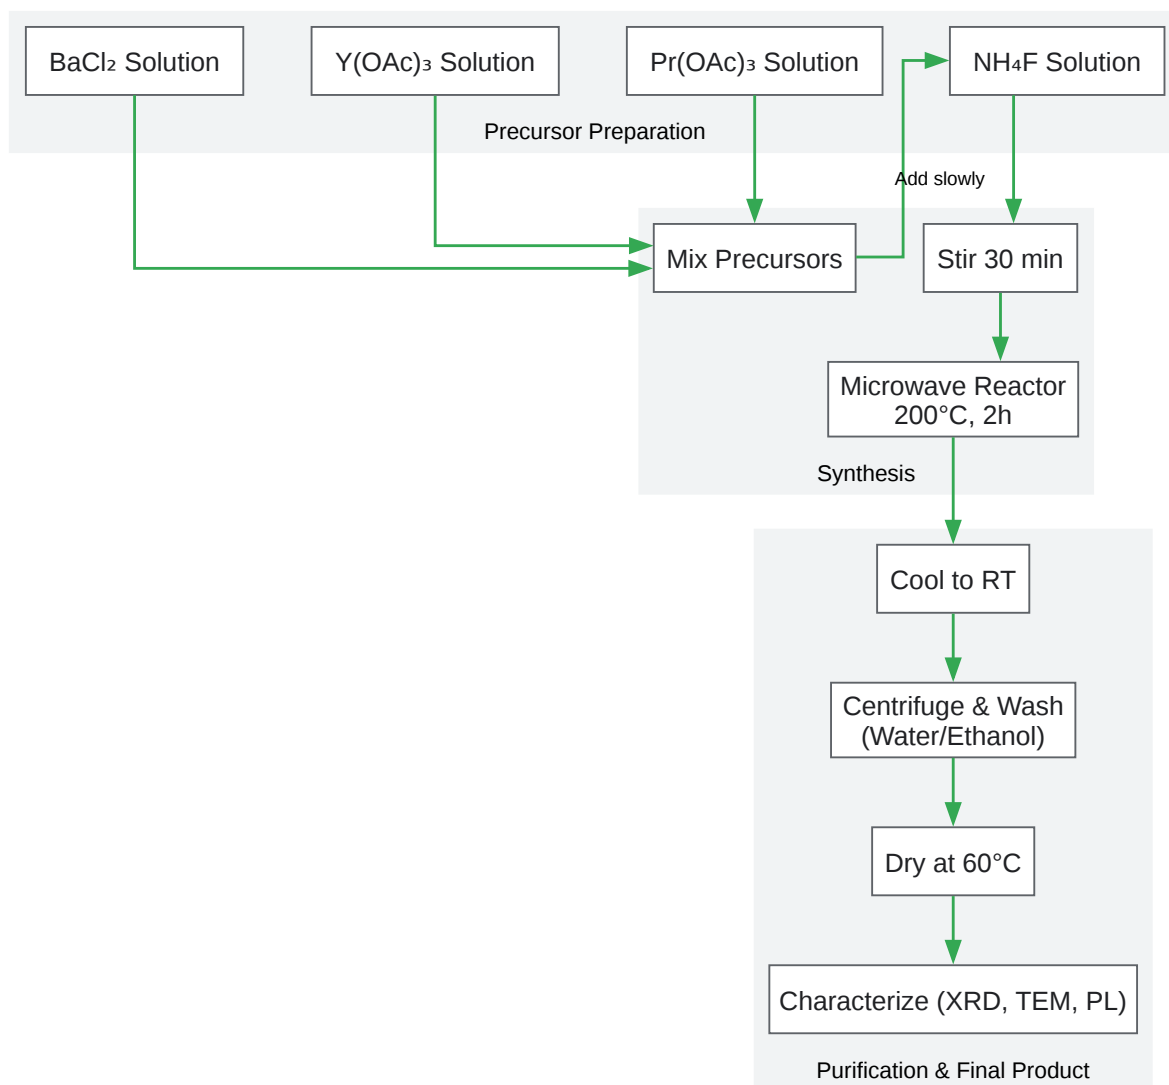 BaCl₂ Solution
Y(OAc)₃ Solution
Pr(OAc)₃ Solution
NH₄F Solution
Precursor Preparation
Add slowly
Mix Precursors
Stir 30 min
Microwave Reactor
200°C, 2h
Synthesis
Cool to RT
Centrifuge & Wash
(Water/Ethanol)
Dry at 60°C
Characterize (XRD, TEM, PL)
Purification & Final Product